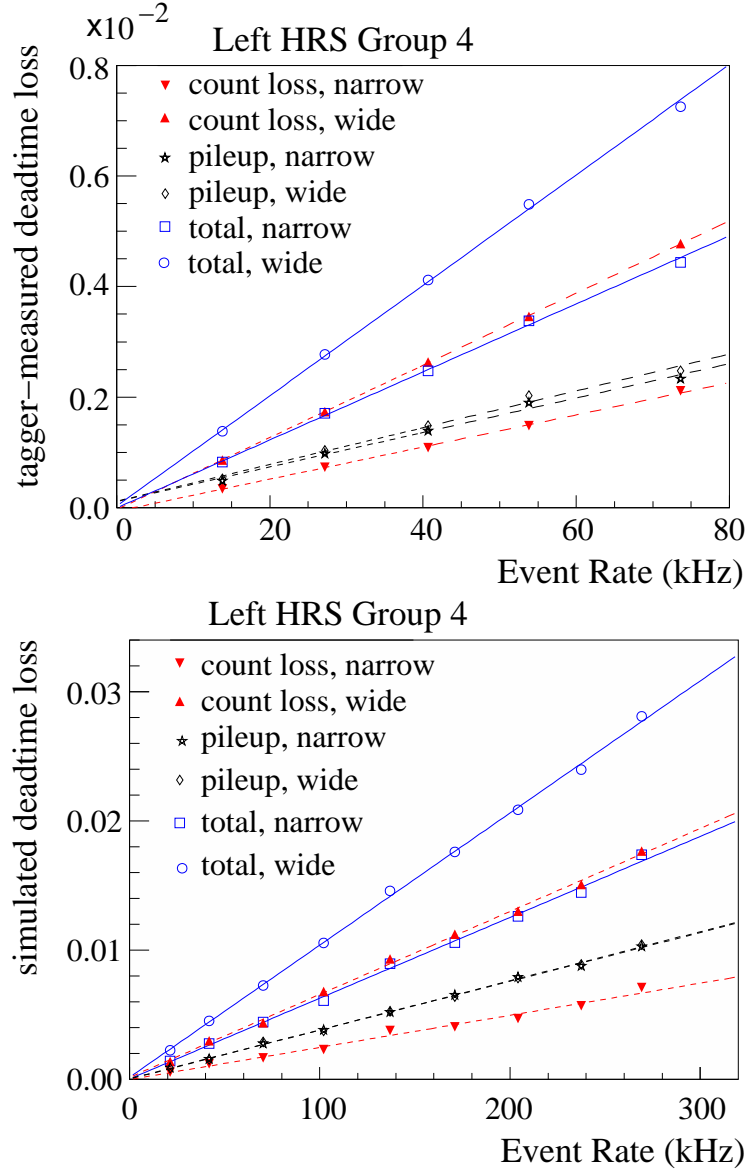 ×10⁻²
Left HRS Group 4
tagger−measured deadtime loss
0.8
0.6
0.4
0.2
0.0
count loss, narrow
count loss, wide
pileup, narrow
pileup, wide
total, narrow
total, wide
0 20 40 60 80
Event Rate (kHz)
Left HRS Group 4
simulated deadtime loss
0.03
0.02
0.01
0.00
count loss, narrow
count loss, wide
pileup, narrow
pileup, wide
total, narrow
total, wide
0 100 200 300
Event Rate (kHz)